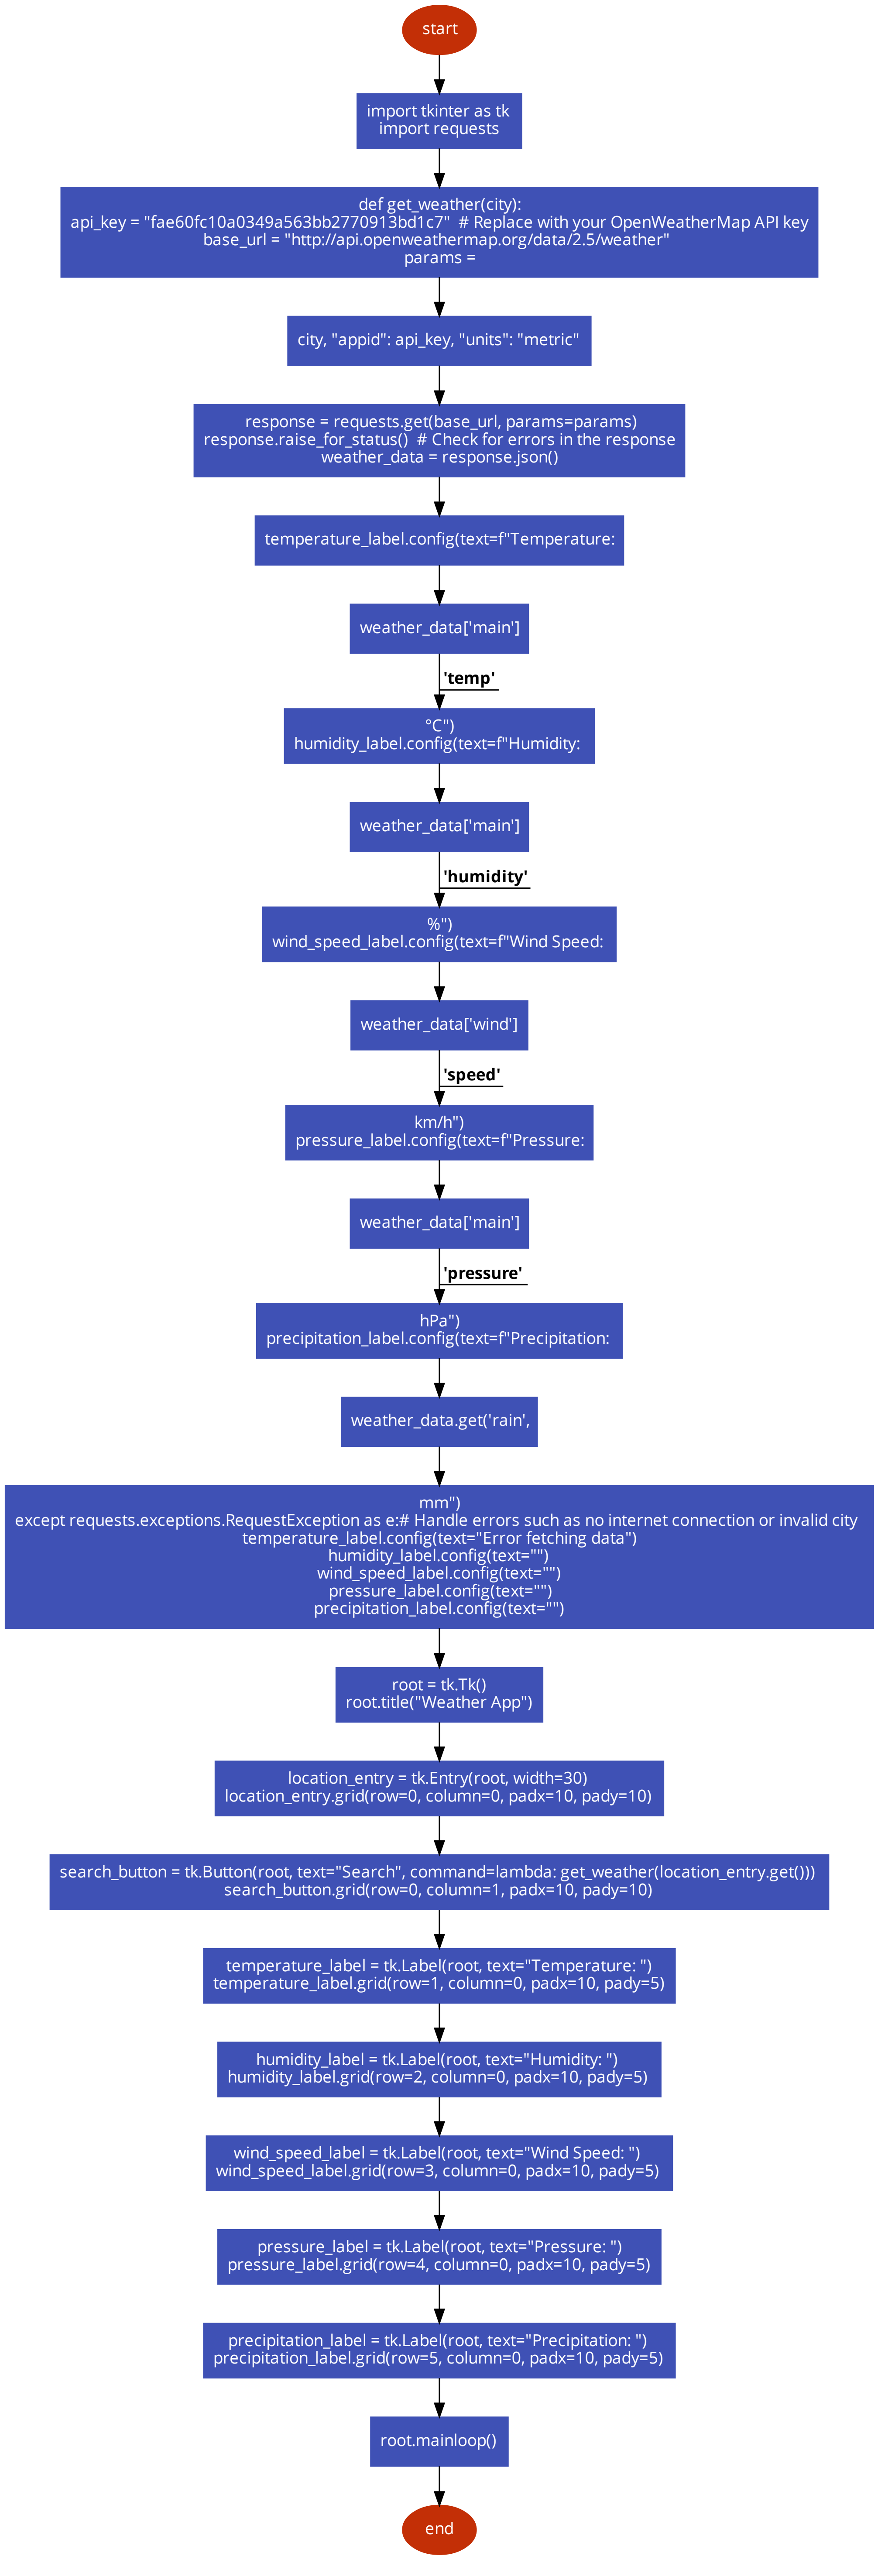 start
import tkinter as tk
import requests
def get_weather(city):
api_key = "fae60fc10a0349a563bb2770913bd1c7"  # Replace with your OpenWeatherMap API key
base_url = "http://api.openweathermap.org/data/2.5/weather"
params =
city, "appid": api_key, "units": "metric"
response = requests.get(base_url, params=params)
response.raise_for_status()  # Check for errors in the response
weather_data = response.json()
temperature_label.config(text=f"Temperature:
weather_data['main']
'temp'
°C")
humidity_label.config(text=f"Humidity:
weather_data['main']
'humidity'
%")
wind_speed_label.config(text=f"Wind Speed:
weather_data['wind']
'speed'
km/h")
pressure_label.config(text=f"Pressure:
weather_data['main']
'pressure'
hPa")
precipitation_label.config(text=f"Precipitation:
weather_data.get('rain',
mm")
except requests.exceptions.RequestException as e:# Handle errors such as no internet connection or invalid city
temperature_label.config(text="Error fetching data")
humidity_label.config(text="")
wind_speed_label.config(text="")
pressure_label.config(text="")
precipitation_label.config(text="")
root = tk.Tk()
root.title("Weather App")
location_entry = tk.Entry(root, width=30)
location_entry.grid(row=0, column=0, padx=10, pady=10)
search_button = tk.Button(root, text="Search", command=lambda: get_weather(location_entry.get()))
search_button.grid(row=0, column=1, padx=10, pady=10)
temperature_label = tk.Label(root, text="Temperature: ")
temperature_label.grid(row=1, column=0, padx=10, pady=5)
humidity_label = tk.Label(root, text="Humidity: ")
humidity_label.grid(row=2, column=0, padx=10, pady=5)
wind_speed_label = tk.Label(root, text="Wind Speed: ")
wind_speed_label.grid(row=3, column=0, padx=10, pady=5)
pressure_label = tk.Label(root, text="Pressure: ")
pressure_label.grid(row=4, column=0, padx=10, pady=5)
precipitation_label = tk.Label(root, text="Precipitation: ")
precipitation_label.grid(row=5, column=0, padx=10, pady=5)
root.mainloop()
end